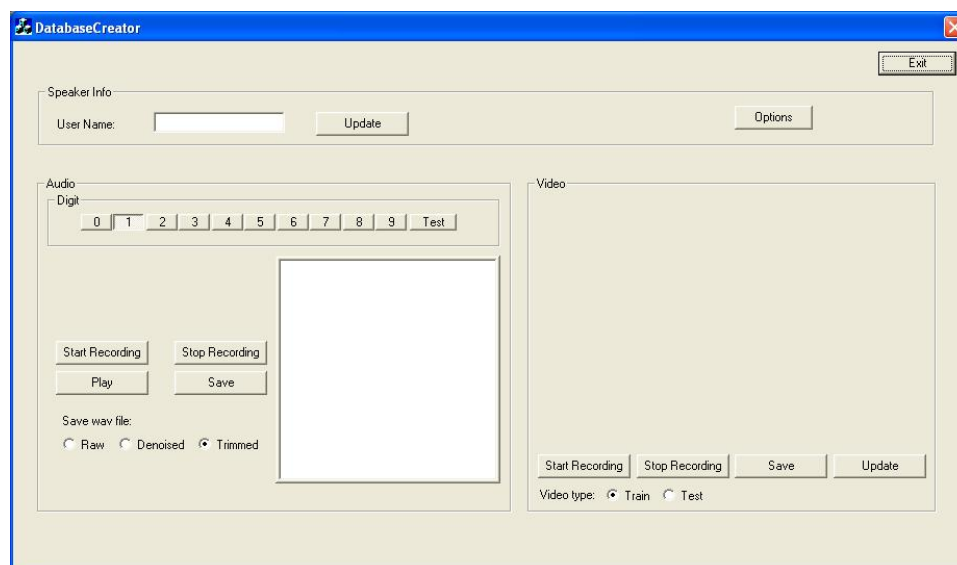 DatabaseCreator
Exit
Speaker Info
User Name: Update Options
Audio
Digit
0 1 2 3 4 5 6 7 8 9 Test
Start Recording Stop Recording
Play Save
Save wav file:
Raw Denoised Trimmed
Video
Start Recording Stop Recording Save Update
Video type: Train Test